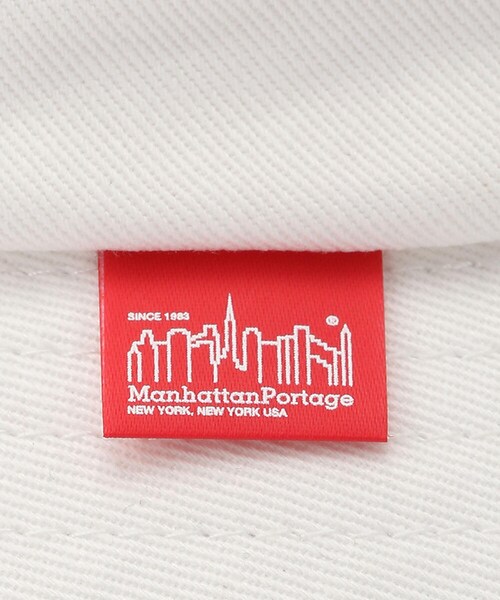 SINCE 1983
®
ManhattanPortage
NEW YORK, NEW YORK USA